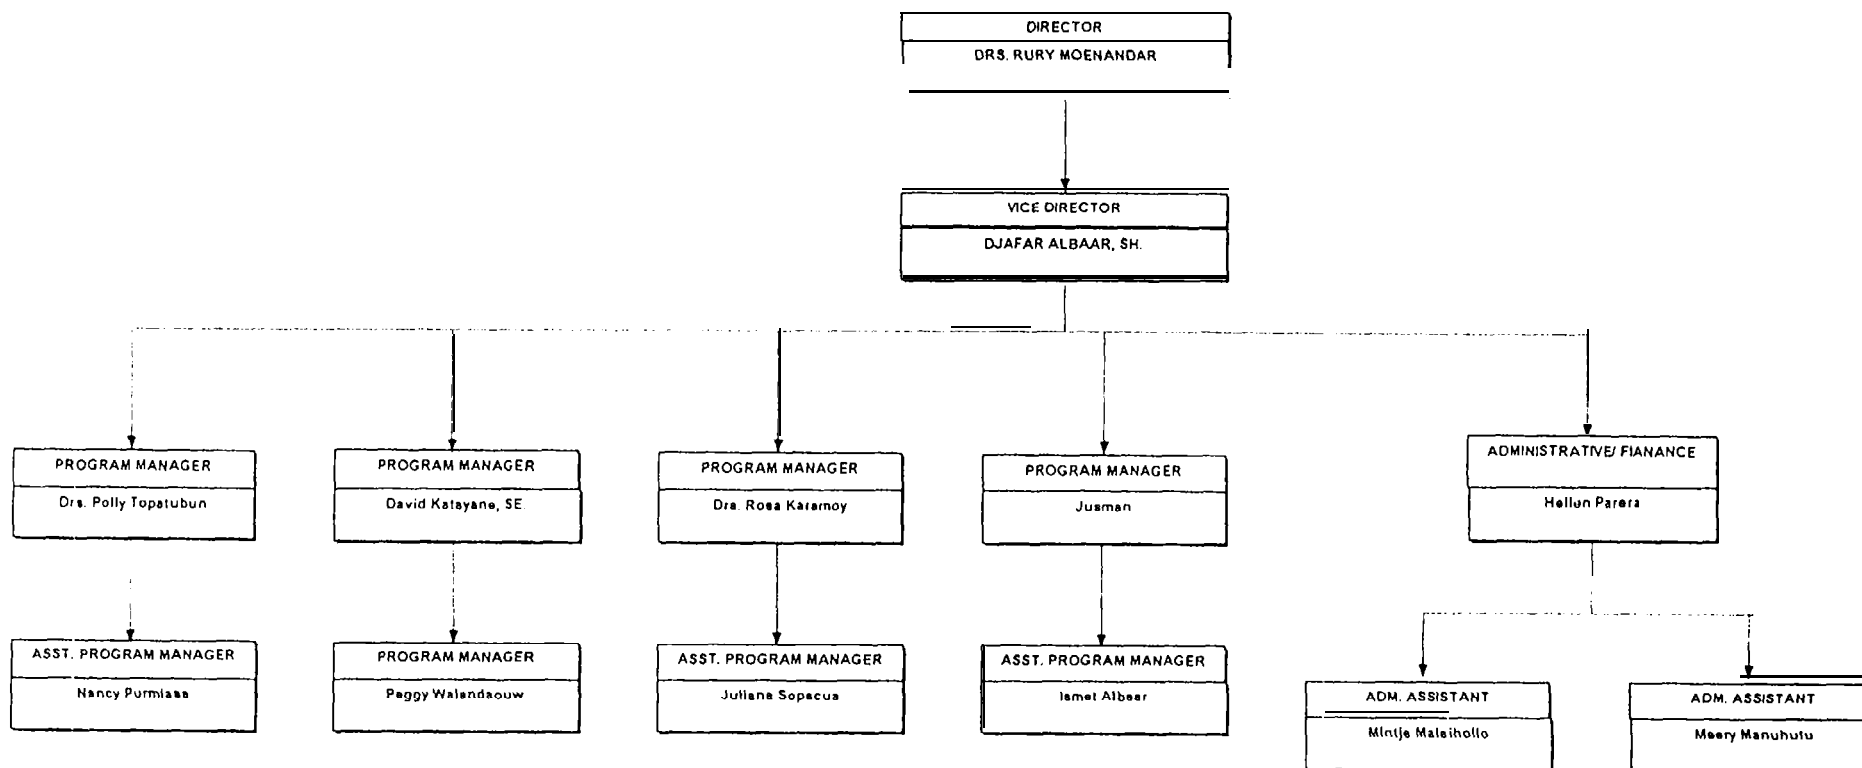 DIRECTOR
DRS. RURY MOENANDAR
VICE DIRECTOR
DJAFAR ALBAAR, SH.
PROGRAM MANAGER
Drs. Polly Topatubun
PROGRAM MANAGER
David Katayane, SE
PROGRAM MANAGER
Dra. Rosa Karamoy
PROGRAM MANAGER
Jusman
ADMINISTRATIVE/ FIANANCE
Hellun Parera
ASST. PROGRAM MANAGER
Nancy Purmiasa
PROGRAM MANAGER
Peggy Walandaouw
ASST. PROGRAM MANAGER
Juliana Sopacua
ASST. PROGRAM MANAGER
Ismet Albaar
ADM. ASSISTANT
Mintje Malaihollo
ADM. ASSISTANT
Meery Manuhutu